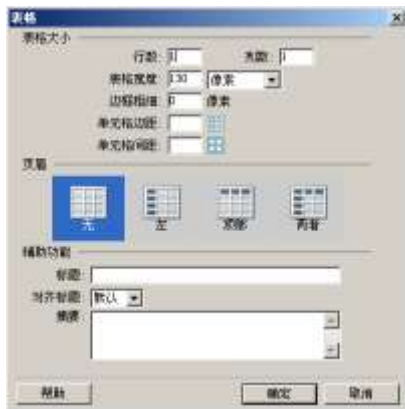 表格
表格大小
行数: 列数:
表格宽度: 130 像素
边框粗细: 0 像素
单元格边距:
单元格间距:
页眉
无 左 顶部 两者
辅助功能
标题:
对齐标题: 默认
摘要:
帮助 确定 取消